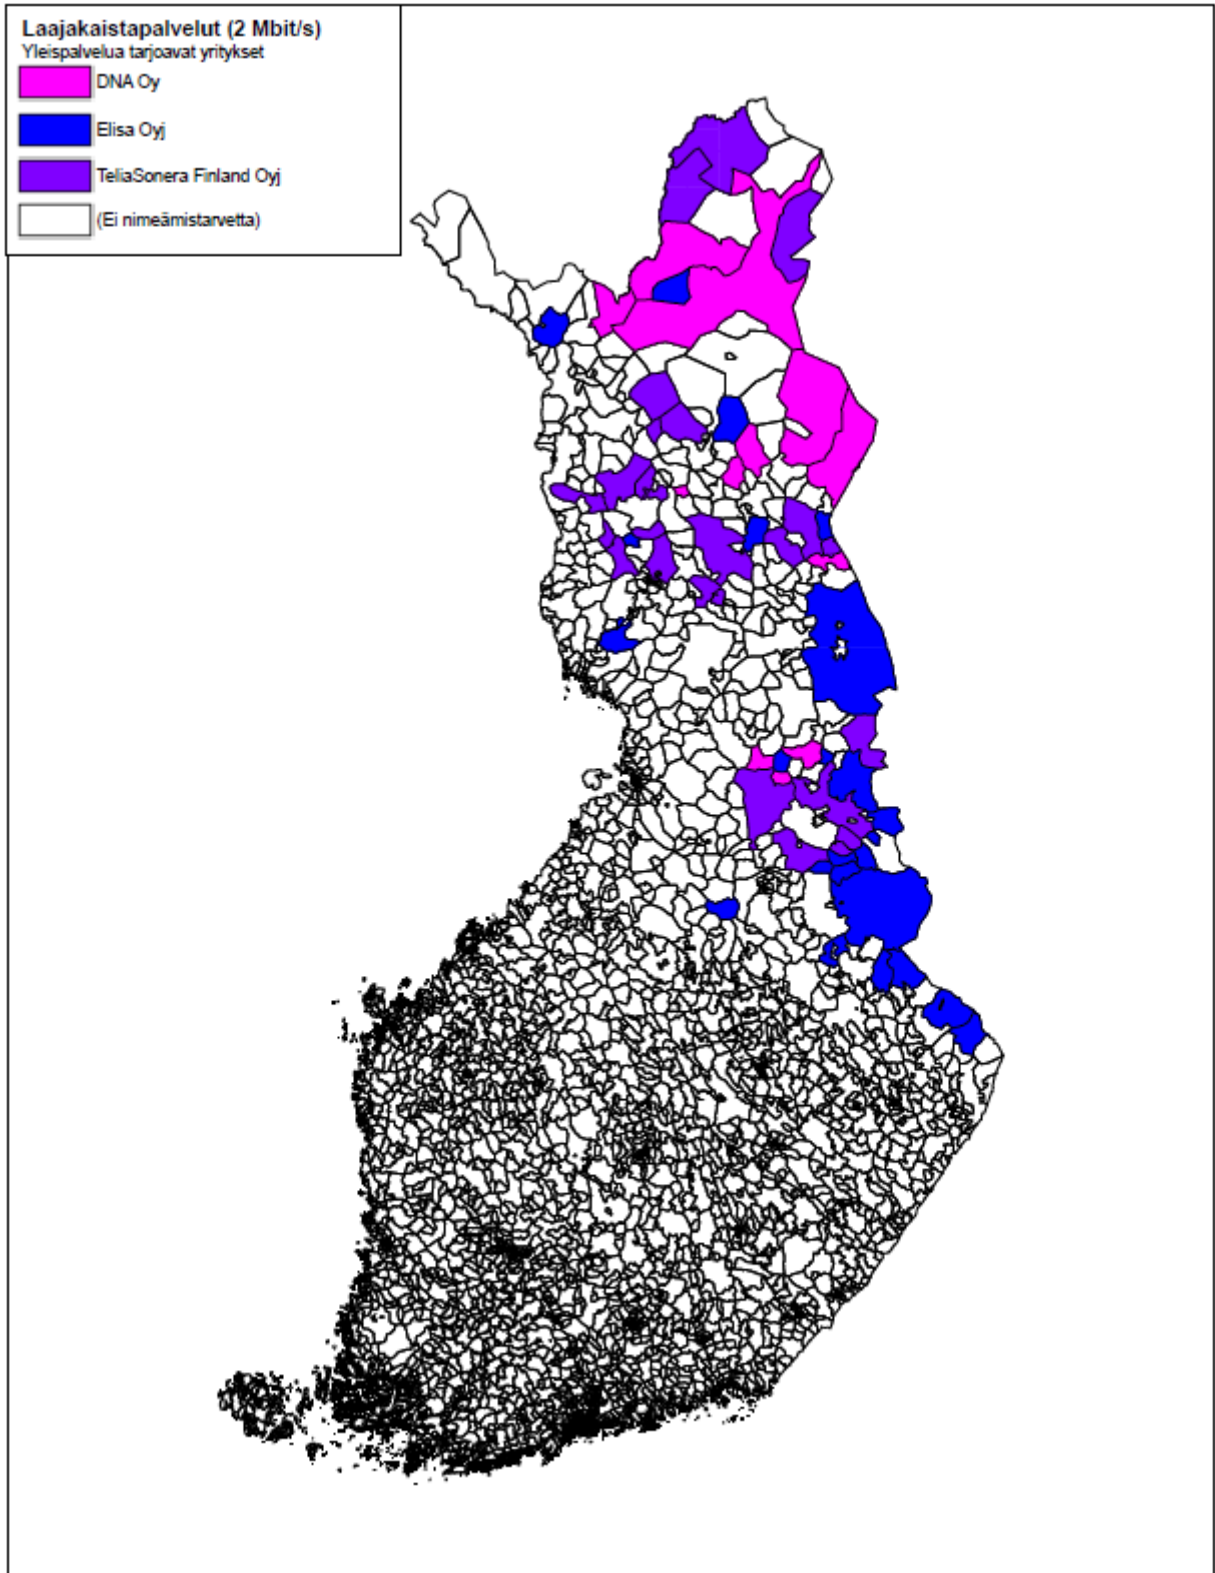 Laajakaistapalvelut (2 Mbit/s)
Yleispalvelua tarjoavat yritykset
DNA Oy
Elisa Oyj
TeliaSonera Finland Oyj
(Ei nimeämistarvetta)